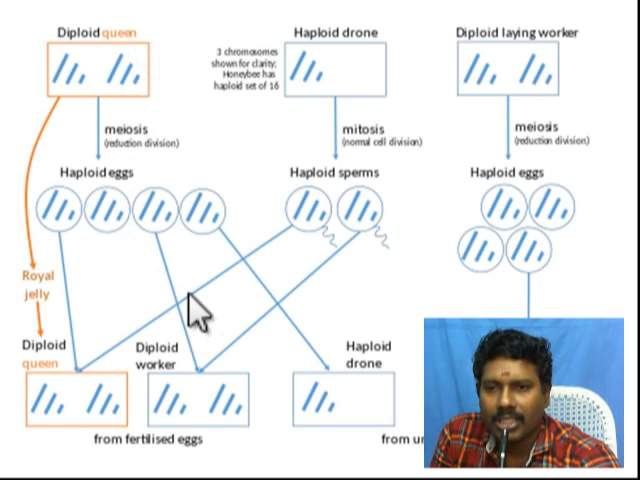 Diploid queen
Haploid drone
Diploid laying worker
3 chromosomes
shown for clarity;
Honeybee has
haploid set of 16
meiosis
(reduction division)
mitosis
(normal cell division)
meiosis
(reduction division)
Haploid eggs
Haploid sperms
Haploid eggs
Royal
jelly
Diploid
queen
Diploid
worker
Haploid
drone
from fertilised eggs
from